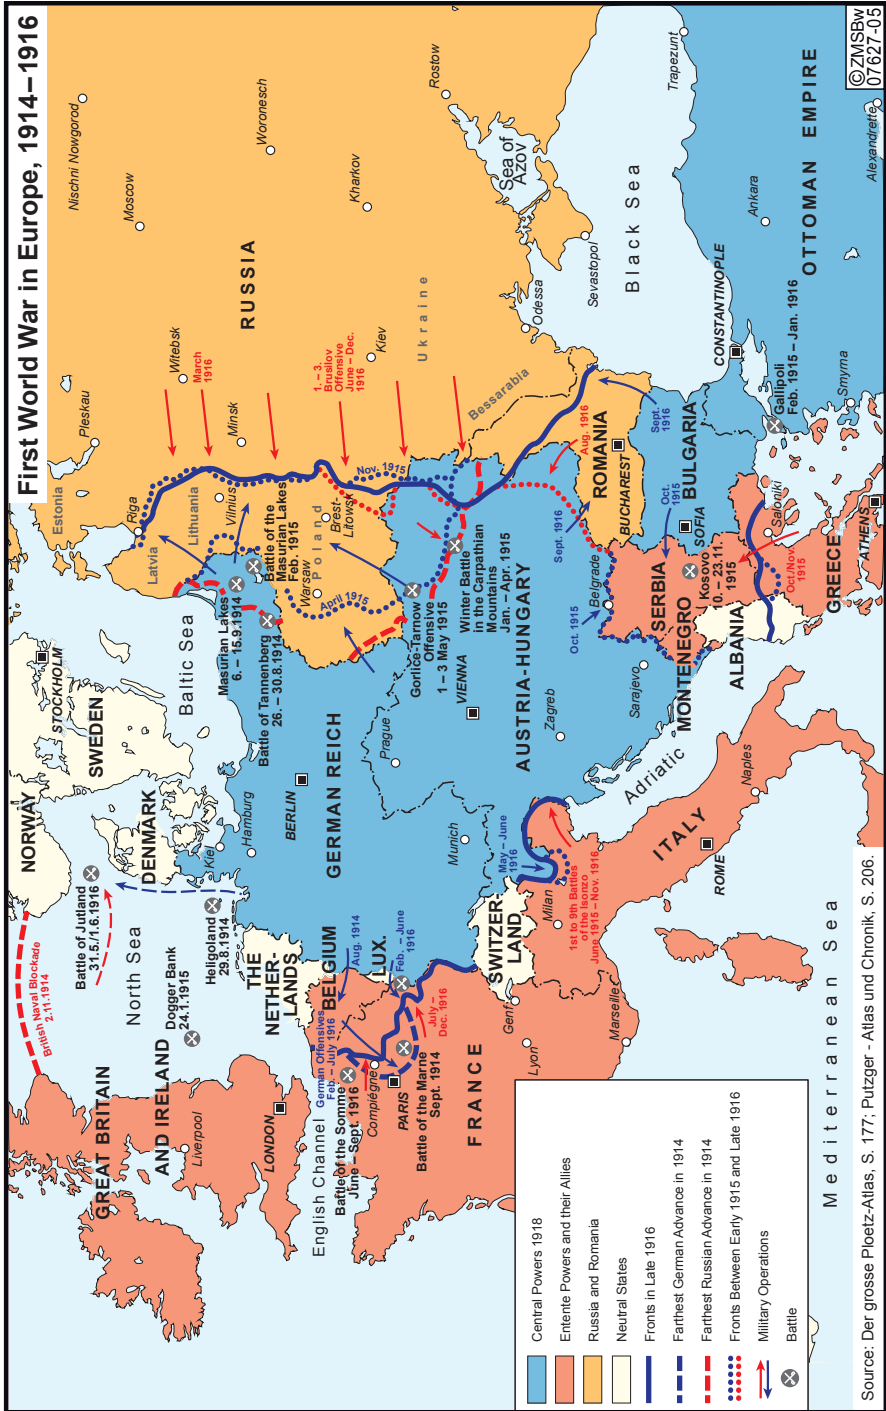 First World War in Europe, 1914–1916
©ZMSBw
07627-05
NORWAY
STOCKHOLM
SWEDEN
Estonia
Pleskau
Nischni Nowgorod
Moscow
British Naval Blockade
2.11.1914
Battle of Jutland
31.5./1.6.1916
DENMARK
Baltic Sea
Riga
Latvia
Lithuania
Vilnius
Witebsk
March
1916
Minsk
Woronesch
RUSSIA
North Sea
Dogger Bank
24.1.1915
Helgoland
29.8.1914
Kiel
Hamburg
Masurian Lakes
6. – 15.9.1914
Battle of Tannenberg
26. – 30.8.1914
Battle of the
Masurian Lakes
Feb. 1915
Warsaw
Poland
Brest-
Litowsk
April 1915
Nov. 1915
1. – 3.
Brusilov
Offensive
June – Dec.
1916
Kiev
Kharkov
Rostow
Ukraine
GREAT BRITAIN
AND IRELAND
Liverpool
LONDON
THE
NETHER-
LANDS
BERLIN
GERMAN REICH
Gorlice-Tarnow
Offensive
1 – 3 May 1915
Winter Battle
in the Carpathian
Mountains
Jan. – Apr. 1915
Bessarabia
Odessa
Sea of
Azov
Sevastopol
English Channel
German Offensives
Feb. – July 1916
BELGIUM
Aug. 1914
LUX.
Feb. – June
1916
Battle of the Somme
June – Sept. 1916
Compiègne
PARIS
Battle of the Marne
Sept. 1914
July –
Dec. 1916
FRANCE
Prague
Munich
VIENNA
AUSTRIA-HUNGARY
Zagreb
Sept. 1916
Aug. 1916
ROMANIA
BUCHAREST
Sept.
1916
Black Sea
Trapezunt
SWITZER-
LAND
Genf
Lyon
Marseille
Milan
May – June
1916
1st to 9th Battles
of the Isonzo
June 1915 – Nov. 1916
ITALY
ROME
Naples
Adriatic
Sarajevo
Oct. 1915
Belgrade
SERBIA
MONTENEGRO
ALBANIA
Kosovo
10. – 23.11.
1915
Oct.
1915
SOFIA
BULGARIA
Oct./Nov.
1915
Saloniki
GREECE
ATHENS
CONSTANTINOPLE
Gallipoli
Feb. 1915 – Jan. 1916
Smyrna
Ankara
OTTOMAN EMPIRE
Alexandrette
Mediterranean Sea
Central Powers 1918
Entente Powers and their Allies
Russia and Romania
Neutral States
Fronts in Late 1916
Farthest German Advance in 1914
Farthest Russian Advance in 1914
Fronts Between Early 1915 and Late 1916
Military Operations
Battle
Source: Der grosse Ploetz-Atlas, S. 177; Putzger - Atlas und Chronik, S. 206.